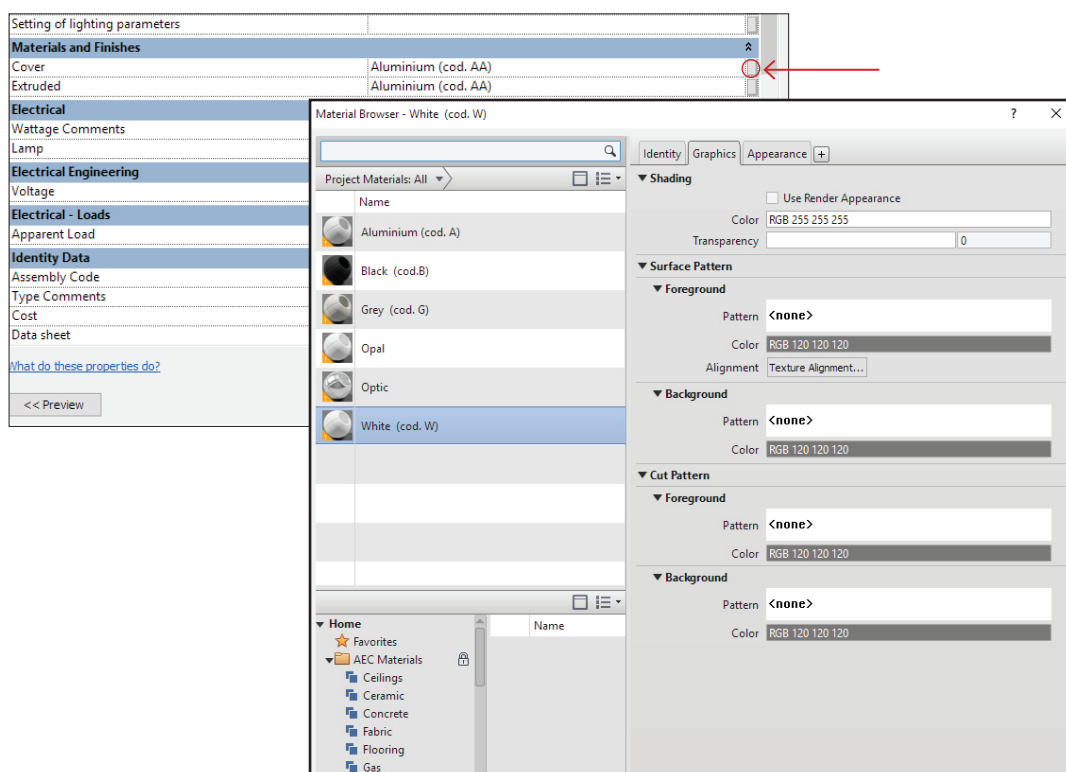 Setting of lighting parameters
Materials and Finishes
Cover Aluminium (cod. AA)
Extruded Aluminium (cod. AA)
Electrical
Wattage Comments
Lamp
Electrical Engineering
Voltage
Electrical - Loads
Apparent Load
Identity Data
Assembly Code
Type Comments
Cost
Data sheet
What do these properties do?
<< Preview
Material Browser - White (cod. W) ?
Project Materials: All
Name
Aluminium (cod. A)
Black (cod.B)
Grey (cod. G)
Opal
Optic
White (cod. W)
Home
Favorites
AEC Materials
Ceilings
Ceramic
Concrete
Fabric
Flooring
Gas
Name
Identity Graphics Appearance +
Shading
Use Render Appearance
Color RGB 255 255 255
Transparency 0
Surface Pattern
Foreground
Pattern <none>
Color RGB 120 120 120
Alignment Texture Alignment...
Background
Pattern <none>
Color RGB 120 120 120
Cut Pattern
Foreground
Pattern <none>
Color RGB 120 120 120
Background
Pattern <none>
Color RGB 120 120 120